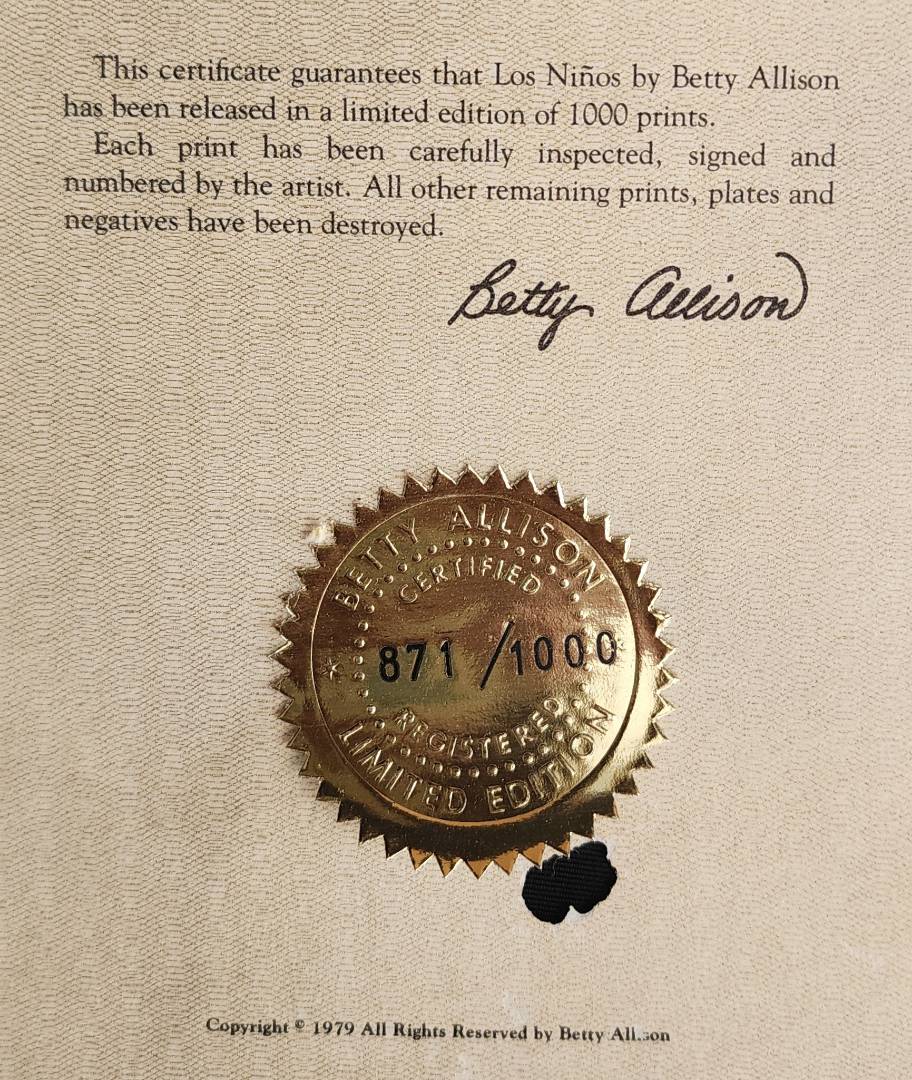 This certificate guarantees that Los Niños by Betty Allison
has been released in a limited edition of 1000 prints.
Each print has been carefully inspected, signed and
numbered by the artist. All other remaining prints, plates and
negatives have been destroyed.
Betty Allison
BETTY ALLISON
CERTIFIED
871 /1000
REGISTERED
LIMITED EDITION
Copyright © 1979 All Rights Reserved by Betty Allison